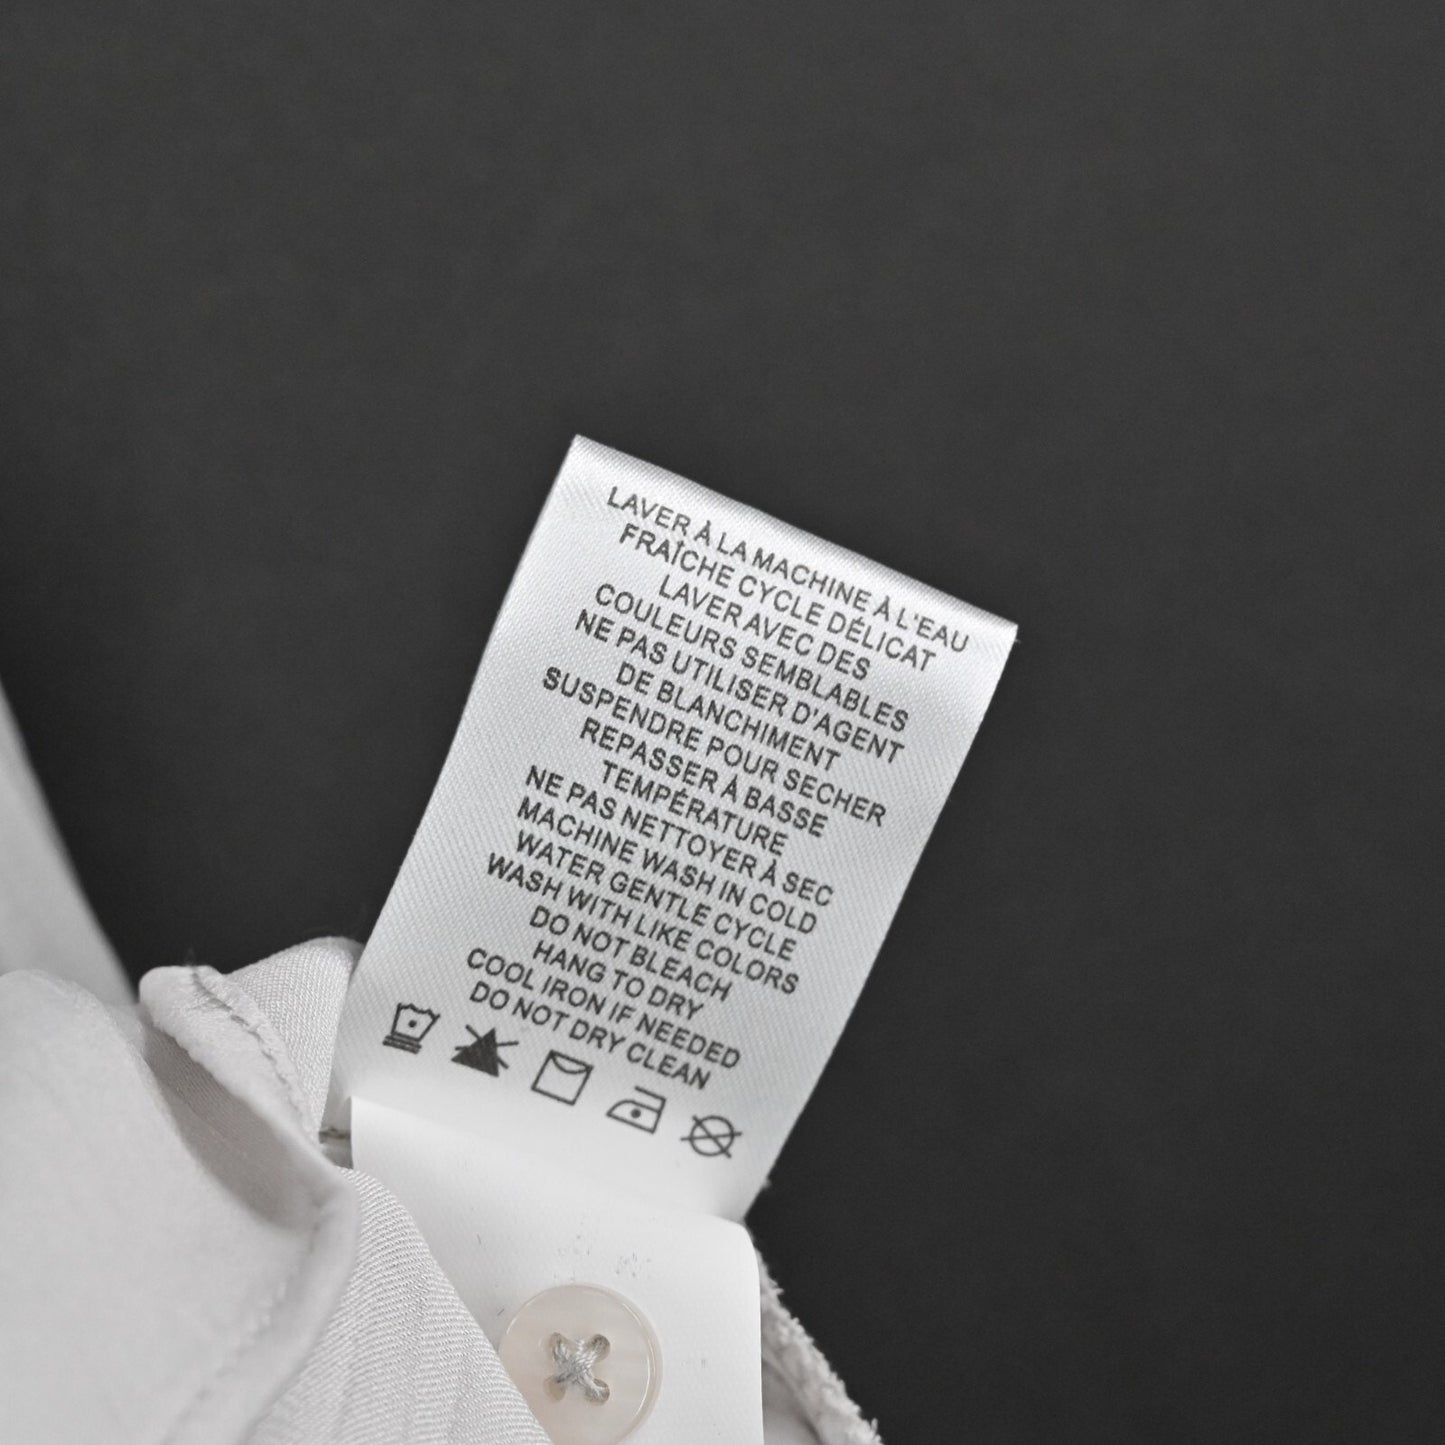 LAVER À LA MACHINE À L'EAU
FRAÎCHE CYCLE DÉLICAT
LAVER AVEC DES
COULEURS SEMBLABLES
NE PAS UTILISER D'AGENT
DE BLANCHIMENT
SUSPENDRE POUR SECHER
REPASSER À BASSE
TEMPÉRATURE
NE PAS NETTOYER À SEC
MACHINE WASH IN COLD
WATER GENTLE CYCLE
WASH WITH LIKE COLORS
DO NOT BLEACH
HANG TO DRY
COOL IRON IF NEEDED
DO NOT DRY CLEAN